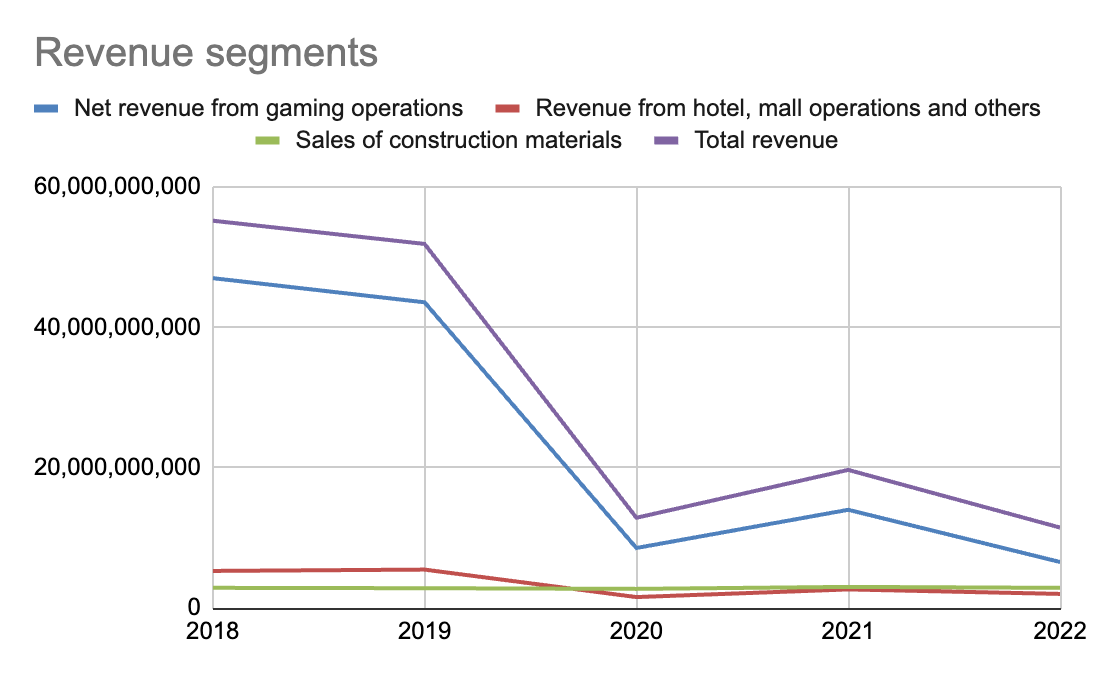 Revenue segments
Net revenue from gaming operations Revenue from hotel, mall operations and others
Sales of construction materials Total revenue
60,000,000,000
40,000,000,000
20,000,000,000
0
2018 2019 2020 2021 2022